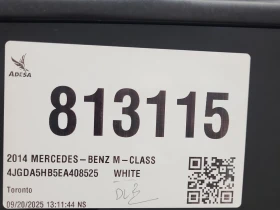 ADESA
813115
2014 MERCEDES-BENZ M-CLASS
4JGDA5HB5EA408525 WHITE
Toronto
09/20/2025 13:11:44 NS